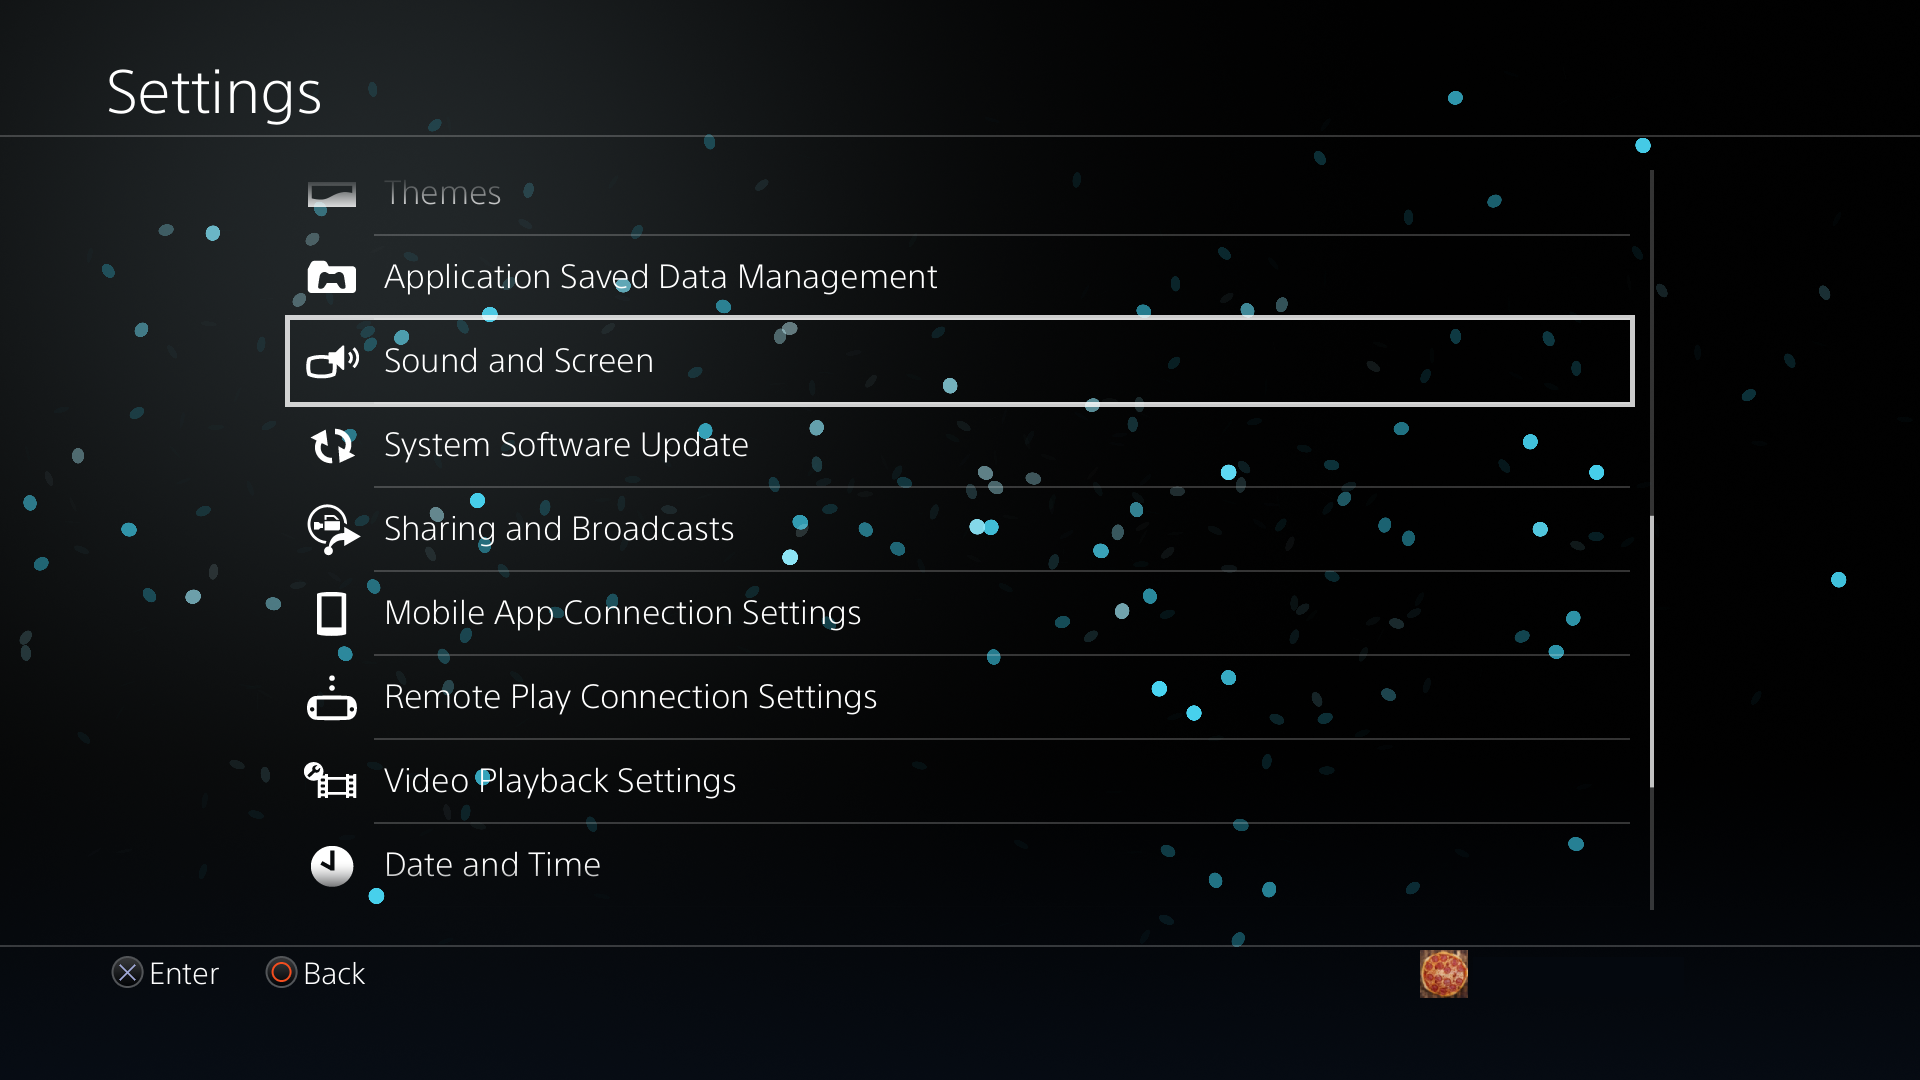 Settings
Themes
Application Saved Data Management
Sound and Screen
System Software Update
Sharing and Broadcasts
Mobile App Connection Settings
Remote Play Connection Settings
Video Playback Settings
Date and Time
Enter Back